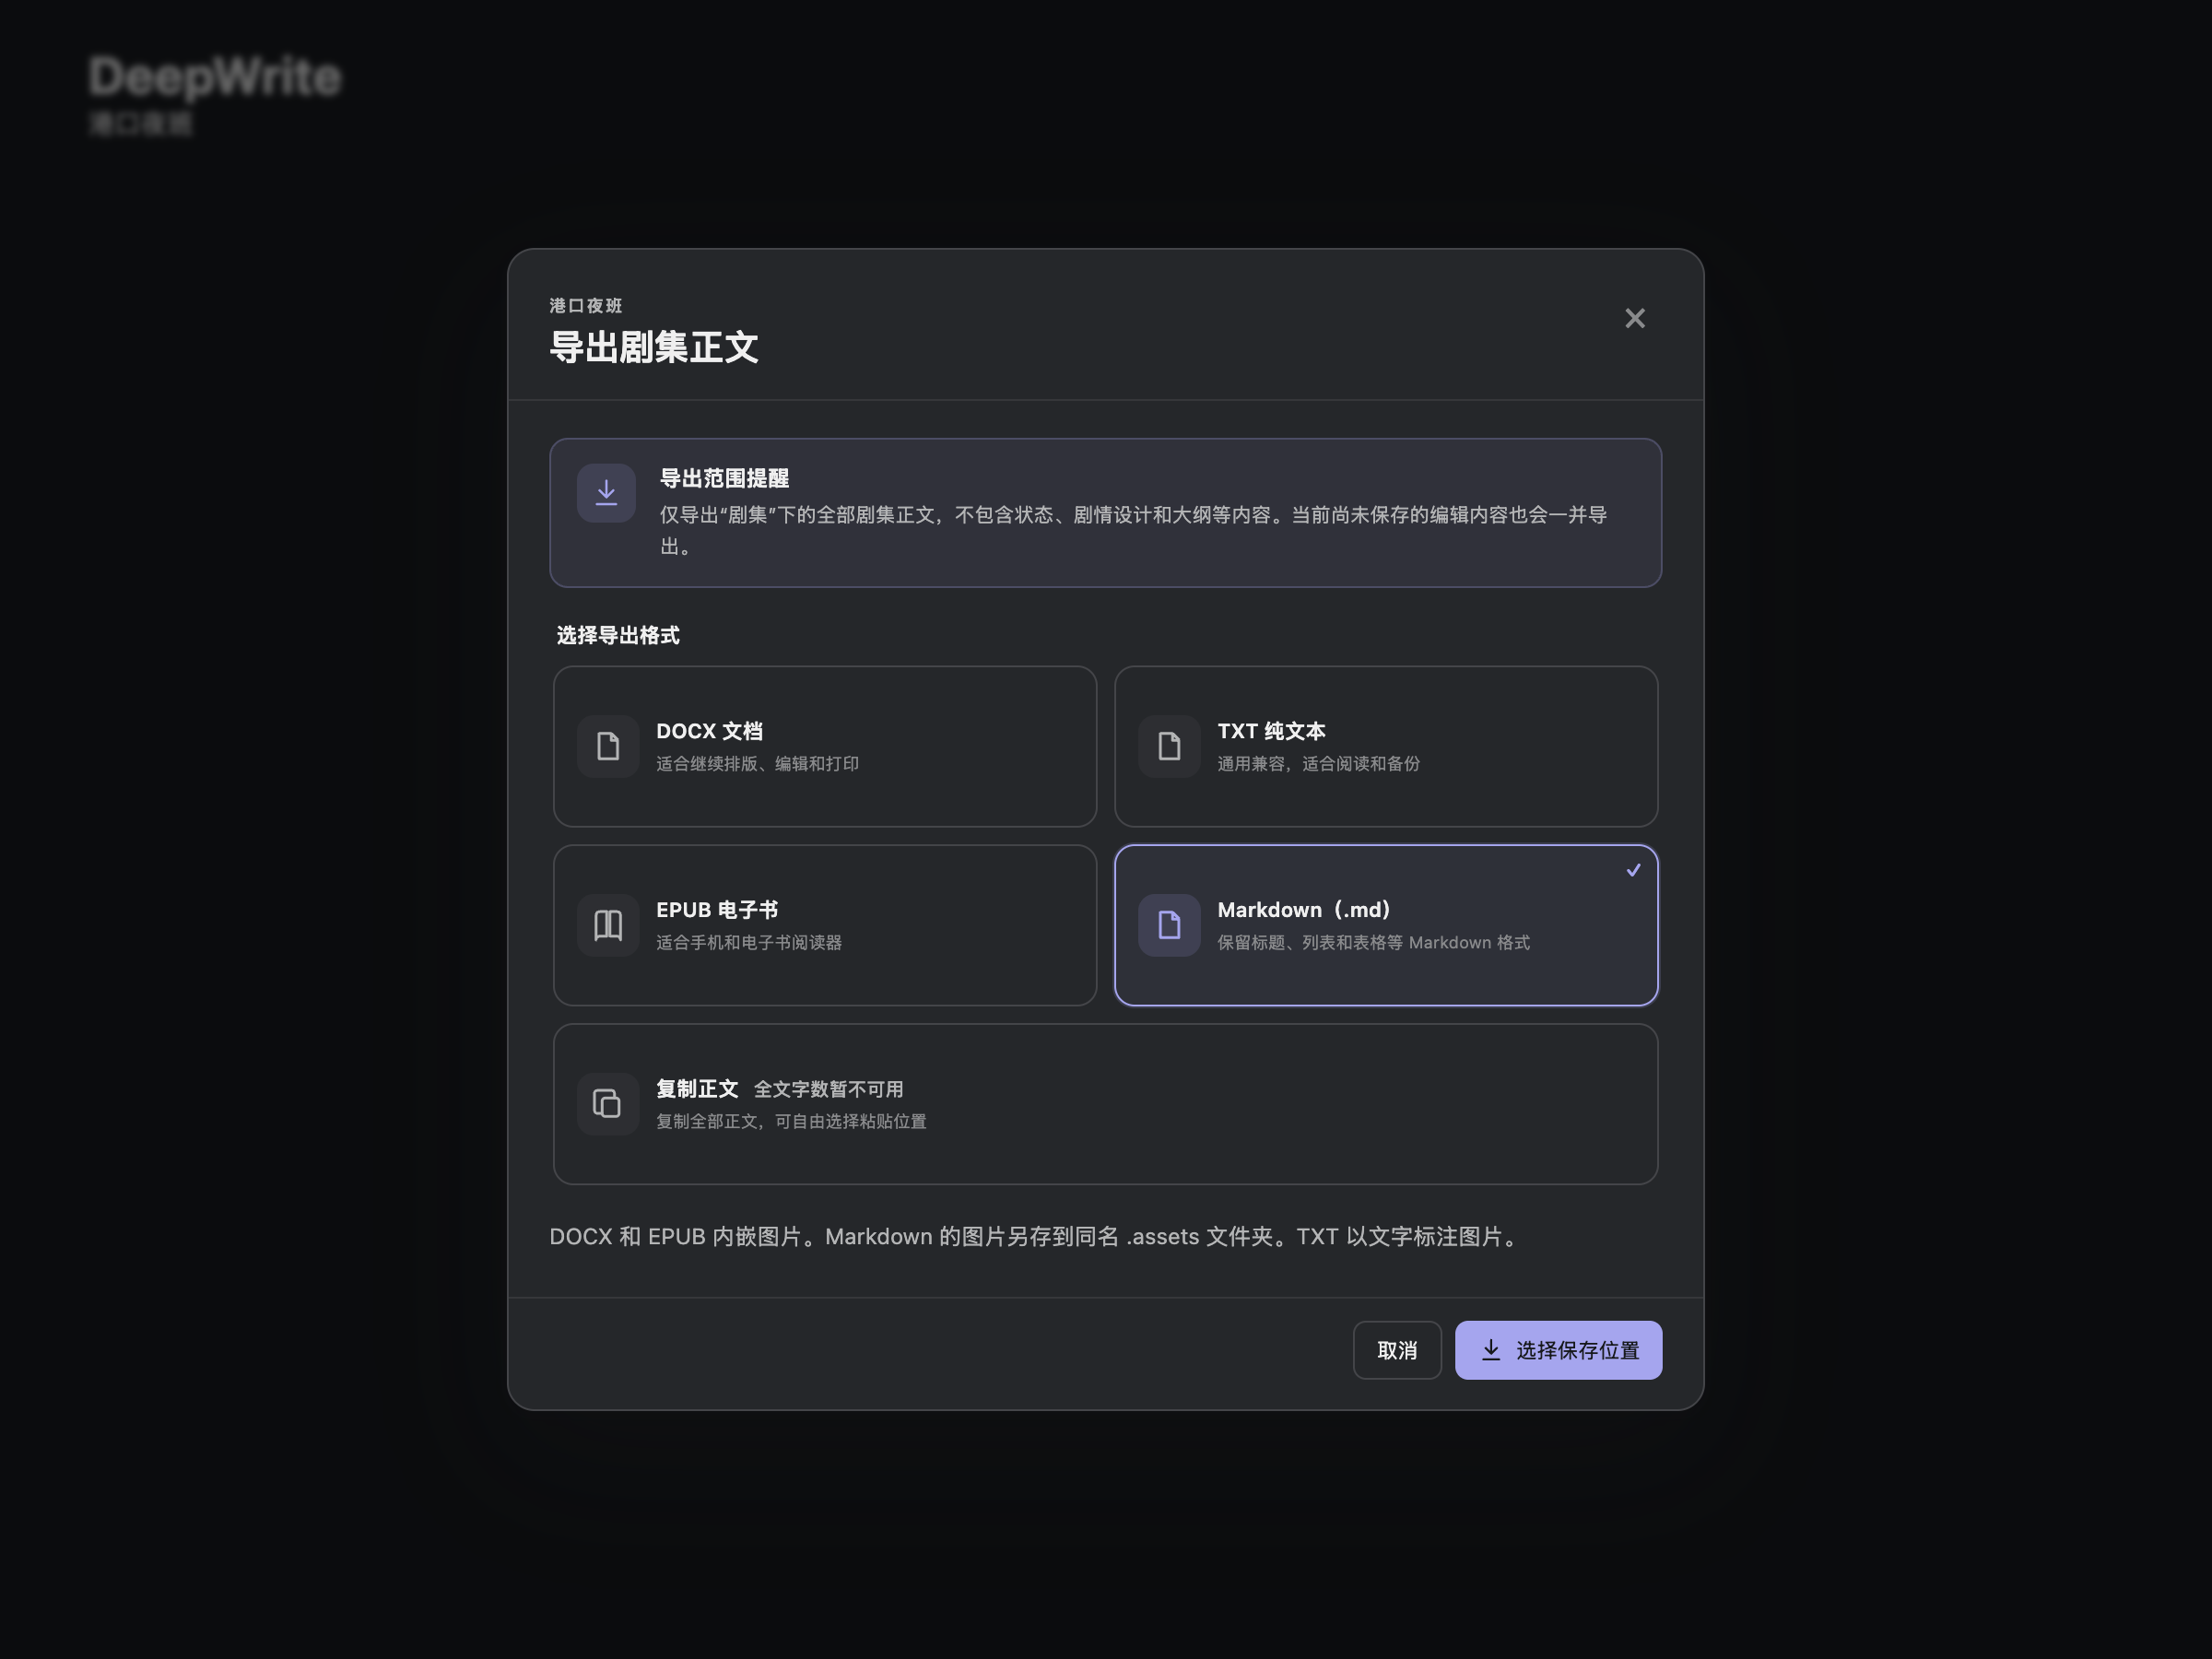 DeepWrite
港口夜班
港口夜班
导出剧集正文
导出范围提醒
仅导出“剧集”下的全部剧集正文，不包含状态、剧情设计和大纲等内容。当前尚未保存的编辑内容也会一并导
出。
选择导出格式
DOCX 文档
适合继续排版、编辑和打印
TXT 纯文本
通用兼容，适合阅读和备份
EPUB 电子书
适合手机和电子书阅读器
Markdown（.md）
保留标题、列表和表格等 Markdown 格式
复制正文 全文字数暂不可用
复制全部正文，可自由选择粘贴位置
DOCX 和 EPUB 内嵌图片。Markdown 的图片另存到同名 .assets 文件夹。TXT 以文字标注图片。
取消
选择保存位置